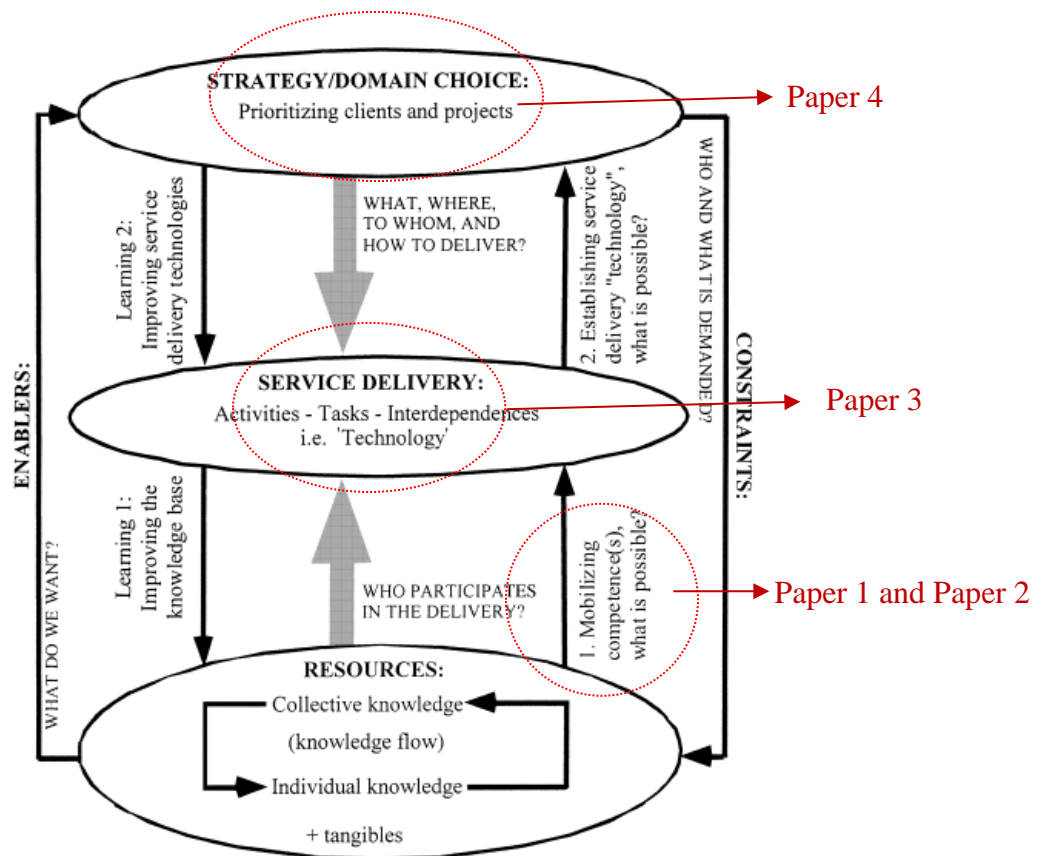 STRATEGY/DOMAIN CHOICE:
Prioritizing clients and projects
Paper 4
Learning 2:
Improving service
delivery technologies
WHAT, WHERE,
TO WHOM, AND
HOW TO DELIVER?
2. Establishing service
delivery "technology",
what is possible?
WHO AND WHAT IS DEMANDED?
CONSTRAINTS:
ENABLERS:
WHAT DO WE WANT?
SERVICE DELIVERY:
Activities - Tasks - Interdependences
i.e. 'Technology'
Paper 3
Learning 1:
Improving the
knowledge base
WHO PARTICIPATES
IN THE DELIVERY?
1. Mobilizing
competence(s),
what is possible?
Paper 1 and Paper 2
RESOURCES:
Collective knowledge
(knowledge flow)
Individual knowledge
+ tangibles